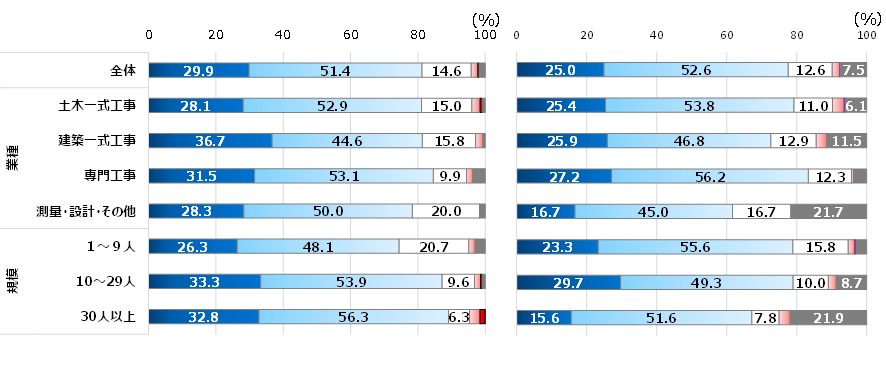 (%) (%)
0 20 40 60 80 100 0 20 40 60 80 100
全体 29.9 51.4 14.6 25.0 52.6 12.6 7.5
業種
土木一式工事 28.1 52.9 15.0 25.4 53.8 11.0 6.1
建築一式工事 36.7 44.6 15.8 25.9 46.8 12.9 11.5
専門工事 31.5 53.1 9.9 27.2 56.2 12.3
測量・設計・その他 28.3 50.0 20.0 16.7 45.0 16.7 21.7
規模
1～9人 26.3 48.1 20.7 23.3 55.6 15.8
10～29人 33.3 53.9 9.6 29.7 49.3 10.0 8.7
30人以上 32.8 56.3 6.3 15.6 51.6 7.8 21.9